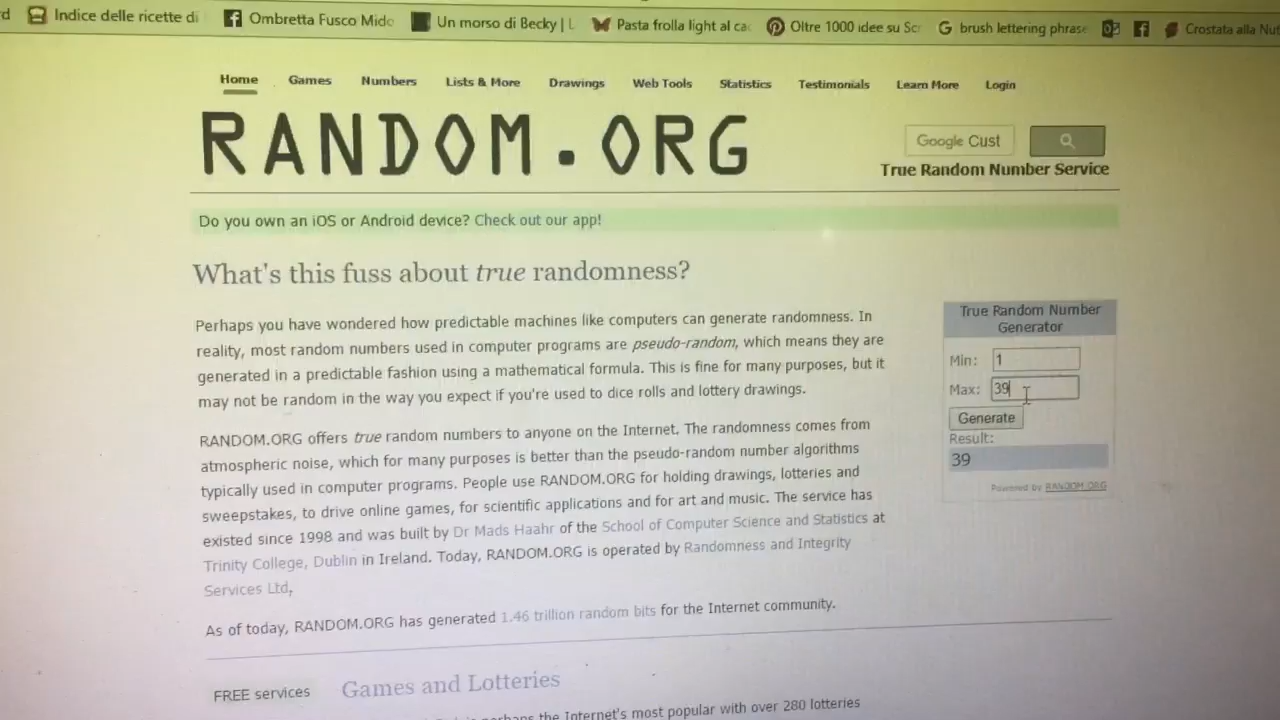 Indice delle ricette di
Ombretta Fusco Mido
Un morso di Becky | L
Pasta frolla light al ca
Oltre 1000 idee su Scr
brush lettering phrase
Crostata alla Nut
Home Games Numbers Lists & More Drawings Web Tools Statistics Testimonials Learn More Login
RANDOM.ORG
Google Cust
True Random Number Service
Do you own an iOS or Android device? Check out our app!
What's this fuss about true randomness?
Perhaps you have wondered how predictable machines like computers can generate randomness. In
reality, most random numbers used in computer programs are pseudo-random, which means they are
generated in a predictable fashion using a mathematical formula. This is fine for many purposes, but it
may not be random in the way you expect if you're used to dice rolls and lottery drawings.
RANDOM.ORG offers true random numbers to anyone on the Internet. The randomness comes from
atmospheric noise, which for many purposes is better than the pseudo-random number algorithms
typically used in computer programs. People use RANDOM.ORG for holding drawings, lotteries and
sweepstakes, to drive online games, for scientific applications and for art and music. The service has
existed since 1998 and was built by Dr Mads Haahr of the School of Computer Science and Statistics at
Trinity College, Dublin in Ireland. Today, RANDOM.ORG is operated by Randomness and Integrity
Services Ltd.
As of today, RANDOM.ORG has generated 1.46 trillion random bits for the Internet community.
True Random Number
Generator
Min: 1
Max: 39
Generate
Result:
39
Powered by RANDOM.ORG
FREE services
Games and Lotteries
the Internet's most popular with over 280 lotteries